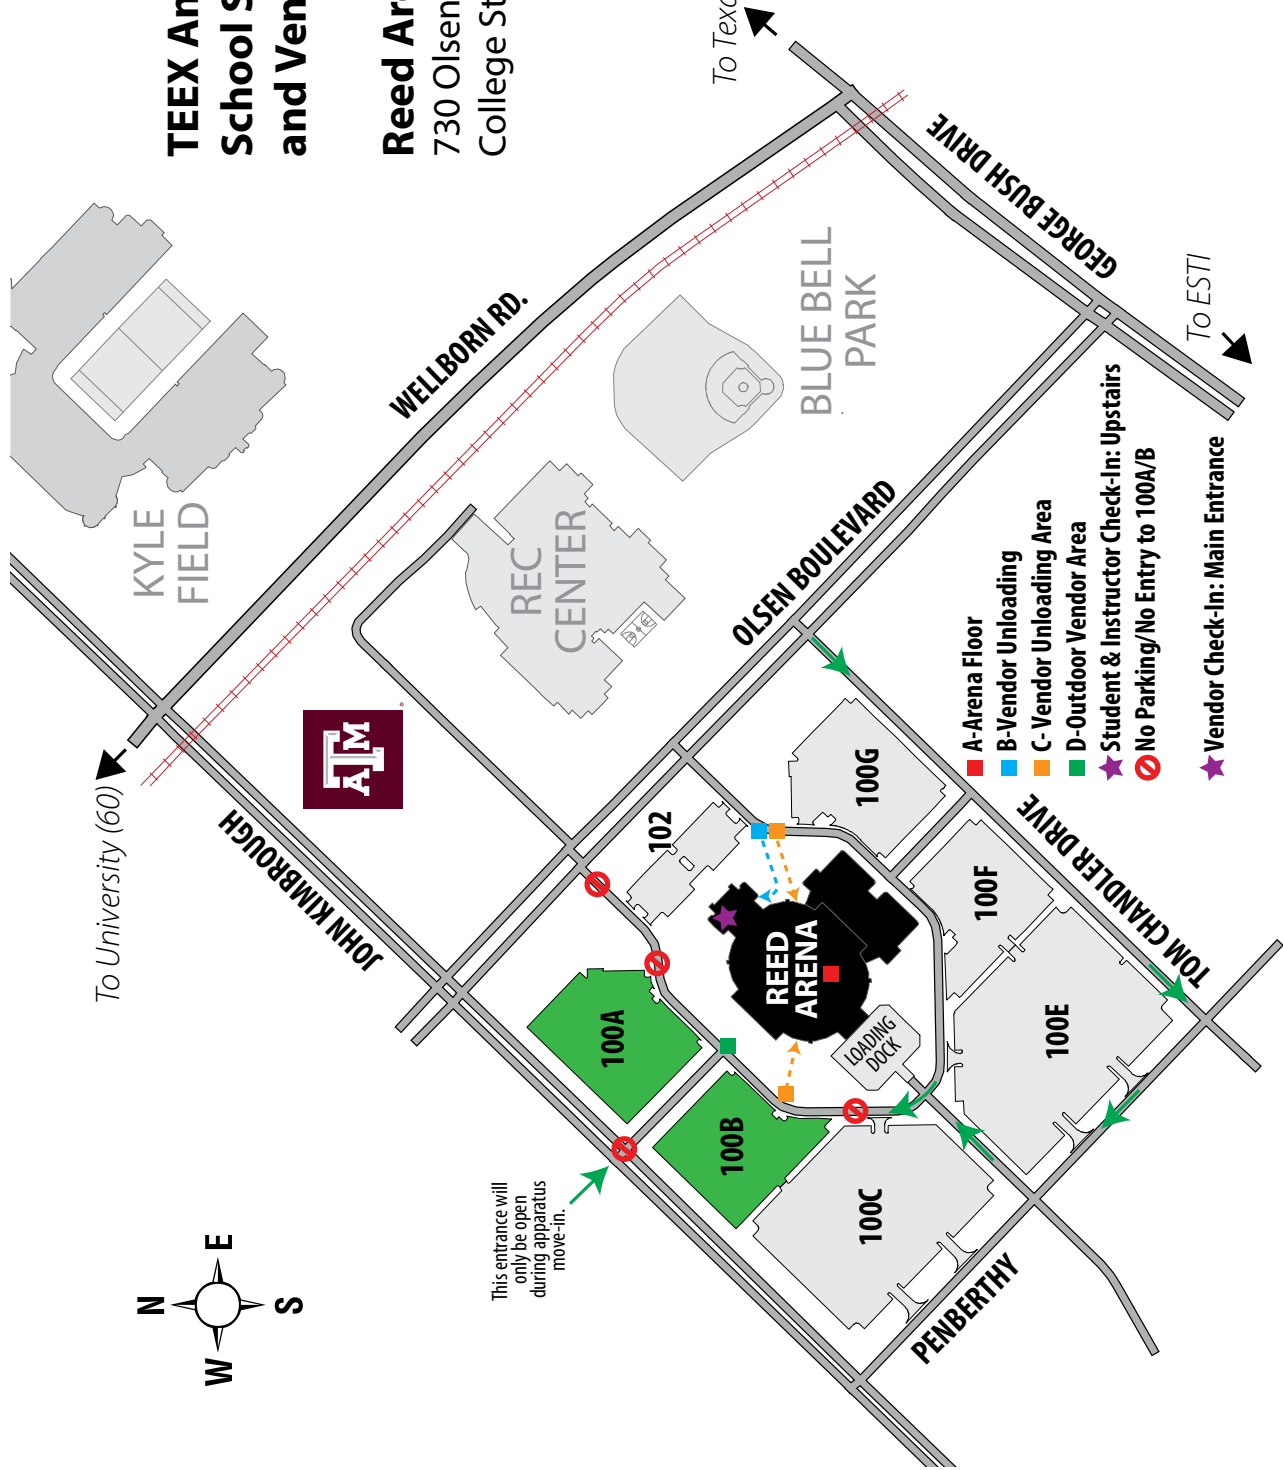 TEEX An
School S
and Ven
Reed Ar
730 Olsen
College St
To Texa
To University (60)
KYLE
FIELD
WELLBORN RD.
JOHN KIMBROUGH
ATM
REC
CENTER
BLUE BELL
PARK
GEORGE BUSH DRIVE
To ESTI
OLSEN BOULEVARD
102
100G
100F
100E
TOM CHANDLER DRIVE
REED
ARENA
LOADING
DOCK
100A
100B
100C
PENBERTHY
This entrance will
only be open
during apparatus
move-in.
N
E
S
W
A-Arena Floor
B-Vendor Unloading
C- Vendor Unloading Area
D-Outdoor Vendor Area
Student & Instructor Check-In: Upstairs
No Parking/No Entry to 100A/B
Vendor Check-In: Main Entrance